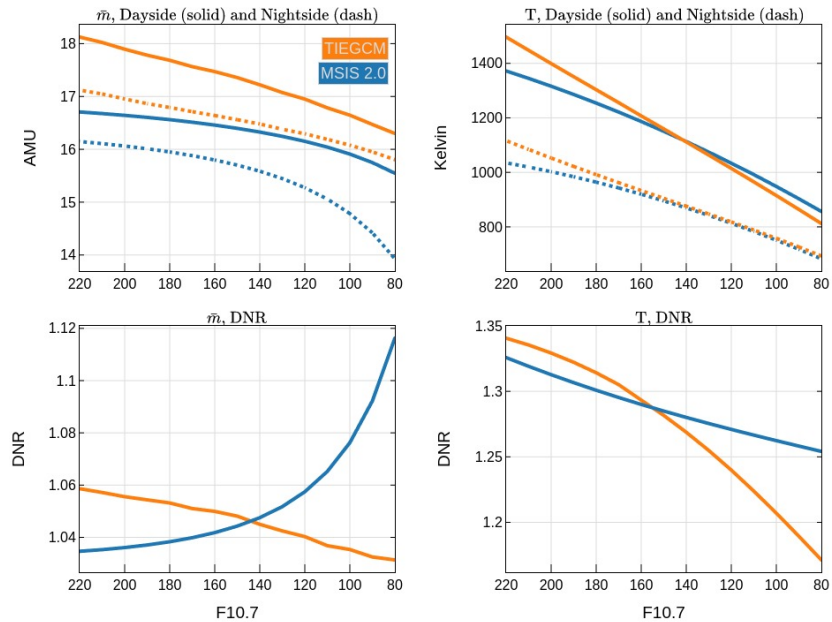 m̄, Dayside (solid) and Nightside (dash)
18
17
16
15
14
AMU
TIEGCM
MSIS 2.0
220 200 180 160 140 120 100 80
T, Dayside (solid) and Nightside (dash)
1400
1200
1000
800
Kelvin
220 200 180 160 140 120 100 80
m̄, DNR
1.12
1.1
1.08
1.06
1.04
DNR
220 200 180 160 140 120 100 80
F10.7
T, DNR
1.35
1.3
1.25
1.2
DNR
220 200 180 160 140 120 100 80
F10.7